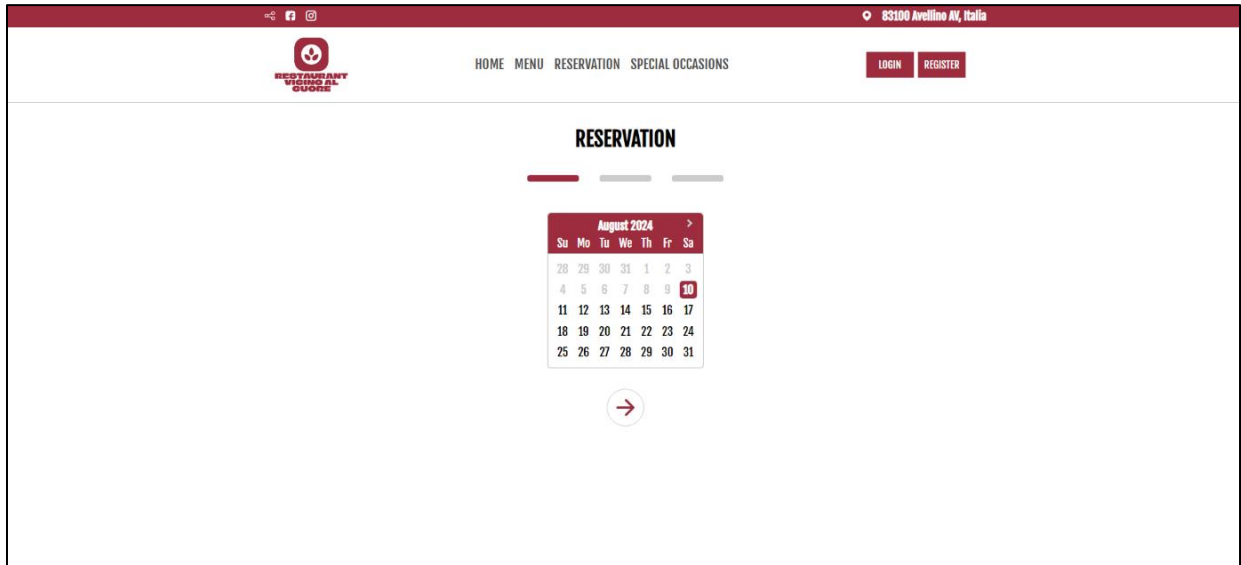 83100 Avellino AV, Italia
RESTAURANT
VICINO AL
CUORE
HOME MENU RESERVATION SPECIAL OCCASIONS
LOGIN REGISTER
RESERVATION
August 2024 >
Su Mo Tu We Th Fr Sa
28 29 30 31 1 2 3
4 5 6 7 8 9 10
11 12 13 14 15 16 17
18 19 20 21 22 23 24
25 26 27 28 29 30 31